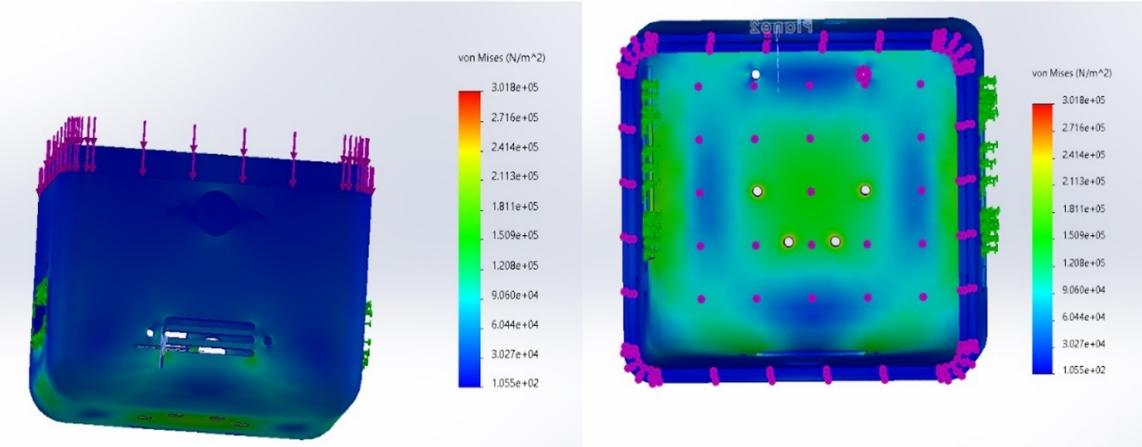 von Mises (N/m^2)
3.018e+05
2.716e+05
2.414e+05
2.113e+05
1.811e+05
1.509e+05
1.208e+05
9.060e+04
6.044e+04
3.027e+04
1.055e+02
von Mises (N/m^2)
3.018e+05
2.716e+05
2.414e+05
2.113e+05
1.811e+05
1.509e+05
1.208e+05
9.060e+04
6.044e+04
3.027e+04
1.055e+02